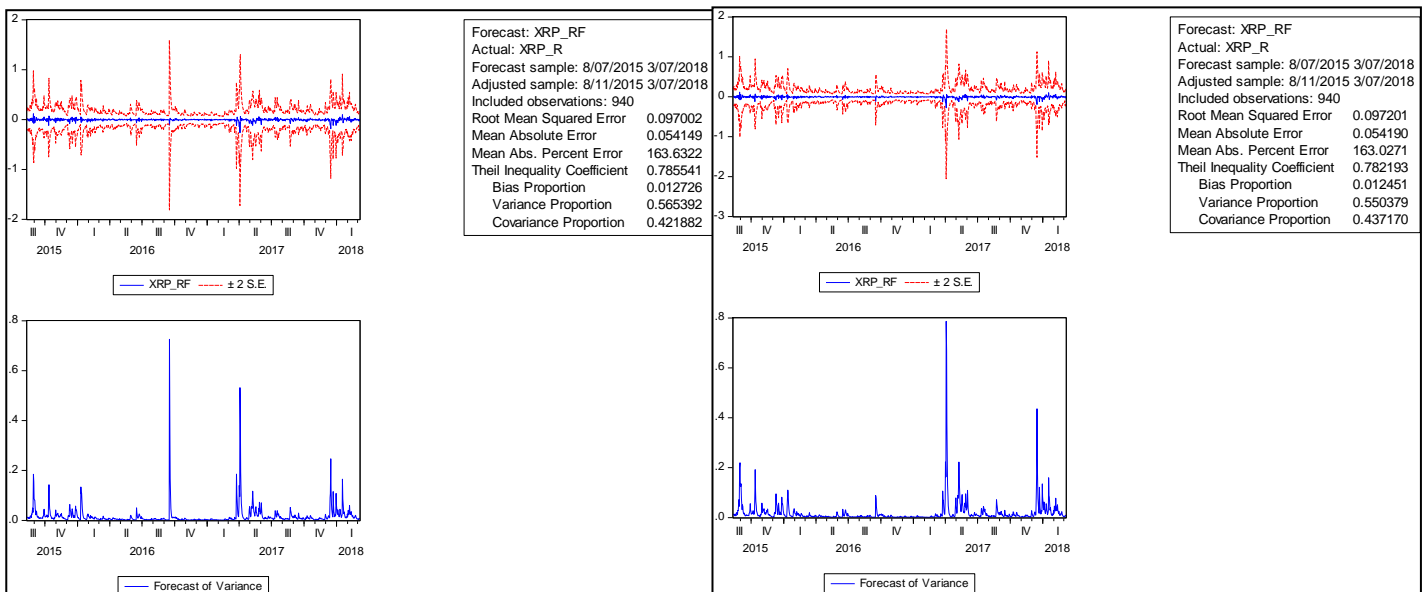 2
1
0
-1
-2
III IV I II III IV I II III IV I
2015 2016 2017 2018
XRP_RF ± 2 S.E.
Forecast: XRP_RF
Actual: XRP_R
Forecast sample: 8/07/2015 3/07/2018
Adjusted sample: 8/11/2015 3/07/2018
Included observations: 940
Root Mean Squared Error 0.097002
Mean Absolute Error 0.054149
Mean Abs. Percent Error 163.6322
Theil Inequality Coefficient 0.785541
Bias Proportion 0.012726
Variance Proportion 0.565392
Covariance Proportion 0.421882
.8
.6
.4
.2
.0
III IV I II III IV I II III IV I
2015 2016 2017 2018
Forecast of Variance
2
1
0
-1
-2
-3
III IV I II III IV I II III IV I
2015 2016 2017 2018
XRP_RF ± 2 S.E.
Forecast: XRP_RF
Actual: XRP_R
Forecast sample: 8/07/2015 3/07/2018
Adjusted sample: 8/11/2015 3/07/2018
Included observations: 940
Root Mean Squared Error 0.097201
Mean Absolute Error 0.054190
Mean Abs. Percent Error 163.0271
Theil Inequality Coefficient 0.782193
Bias Proportion 0.012451
Variance Proportion 0.550379
Covariance Proportion 0.437170
.8
.6
.4
.2
.0
III IV I II III IV I II III IV I
2015 2016 2017 2018
Forecast of Variance